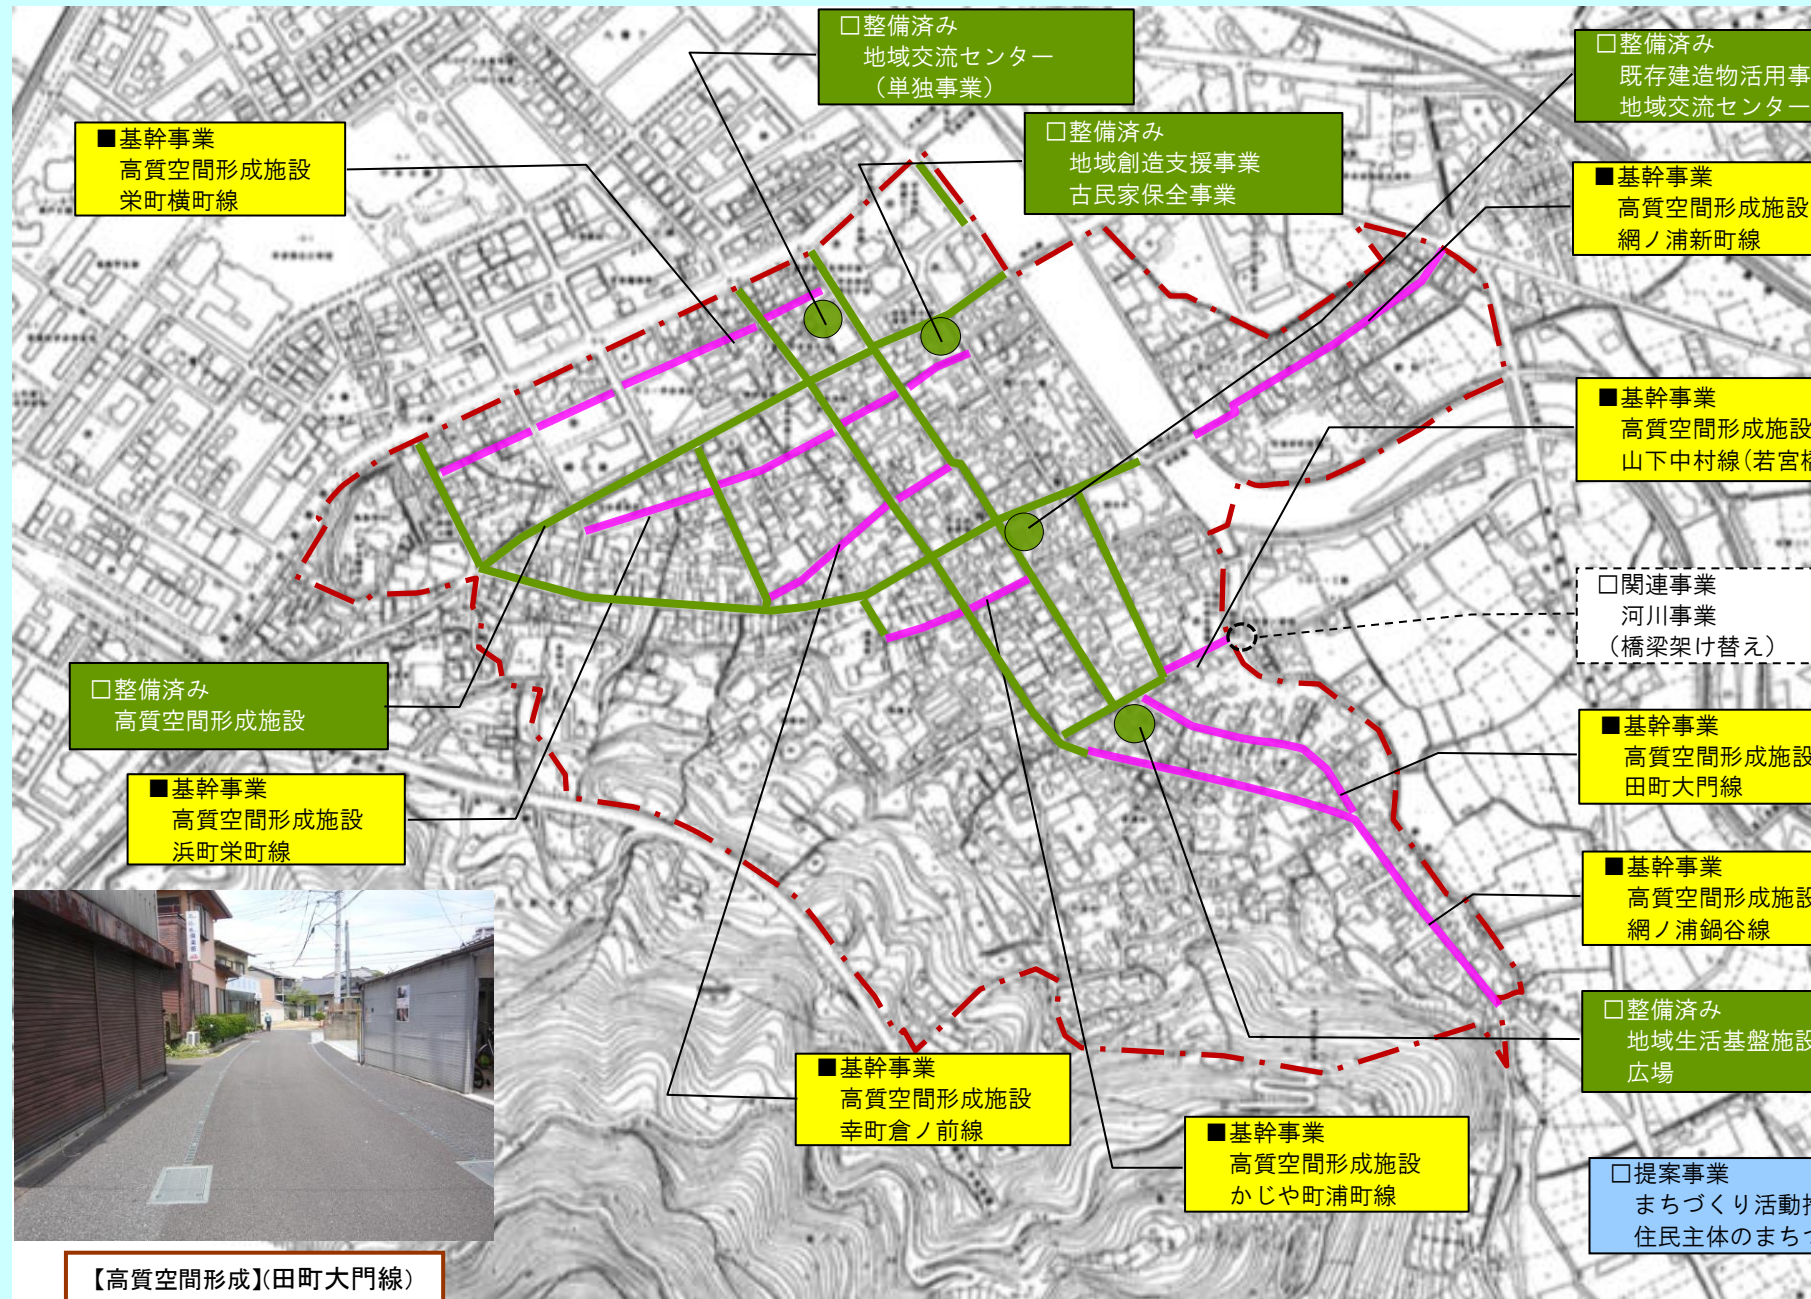 □整備済み
地域交流センター
（単独事業）
□整備済み
既存建造物活用事
地域交流センター
■基幹事業
高質空間形成施設
栄町横町線
□整備済み
地域創造支援事業
古民家保全事業
■基幹事業
高質空間形成施設
網ノ浦新町線
■基幹事業
高質空間形成施設
山下中村線（若宮橋
□関連事業
河川事業
（橋梁架け替え）
□整備済み
高質空間形成施設
■基幹事業
高質空間形成施設
田町大門線
■基幹事業
高質空間形成施設
浜町栄町線
■基幹事業
高質空間形成施設
網ノ浦鍋谷線
□整備済み
地域生活基盤施設
広場
■基幹事業
高質空間形成施設
幸町倉ノ前線
■基幹事業
高質空間形成施設
かじや町浦町線
□提案事業
まちづくり活動推
住民主体のまちづ
【高質空間形成】（田町大門線）